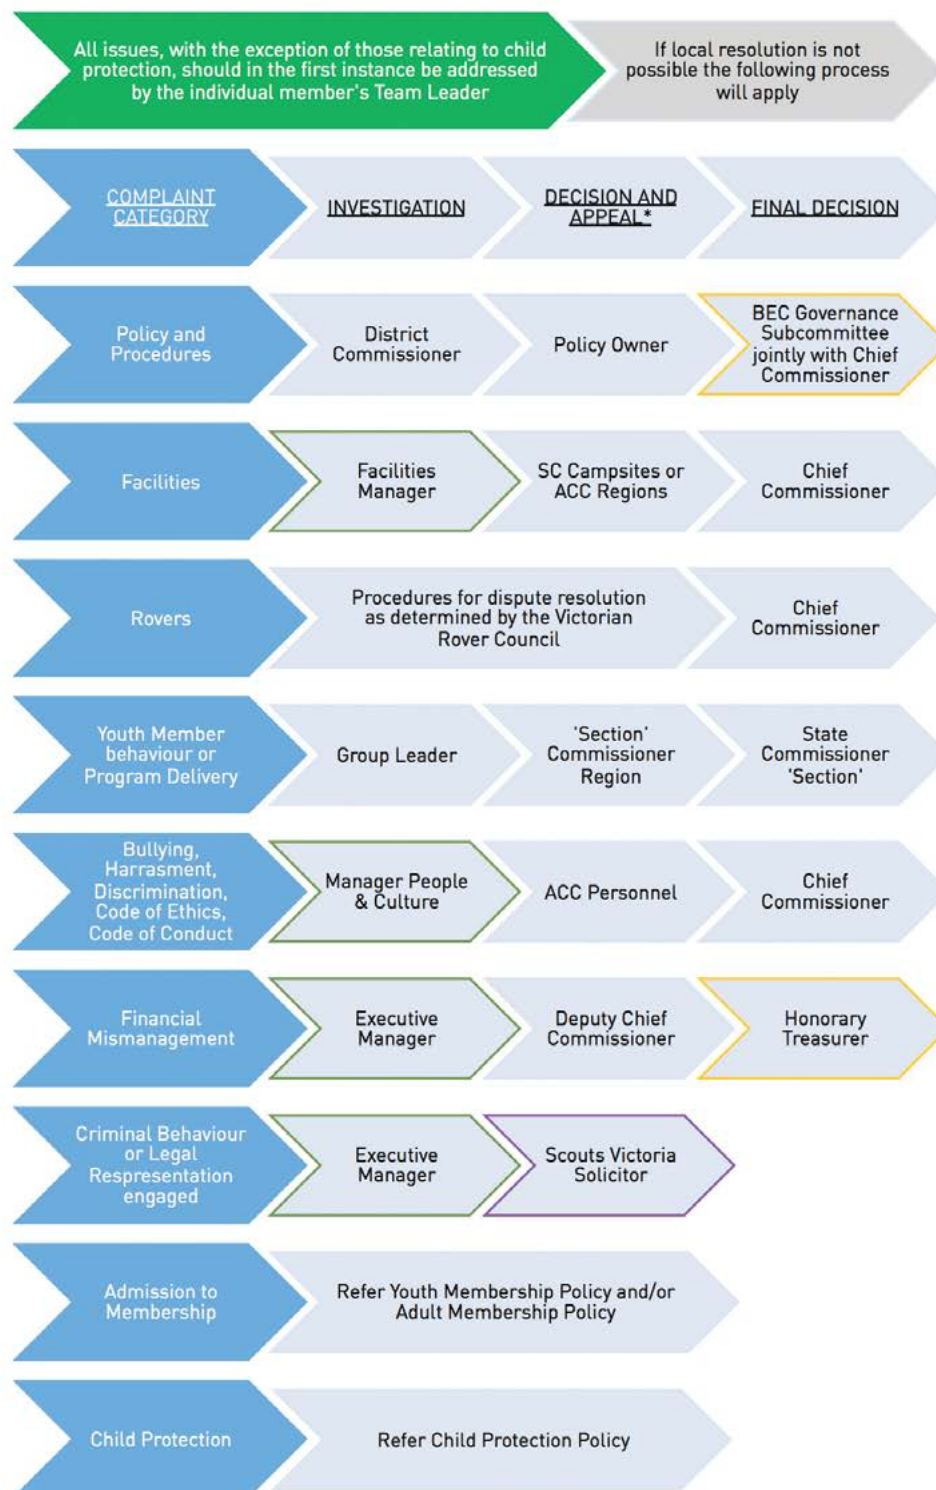 All issues, with the exception of those relating to child
protection, should in the first instance be addressed
by the individual member's Team Leader
If local resolution is not
possible the following process
will apply
COMPLAINT
CATEGORY
INVESTIGATION
DECISION AND
APPEAL*
FINAL DECISION
Policy and
Procedures
District
Commissioner
Policy Owner
BEC Governance
Subcommittee
jointly with Chief
Commissioner
Facilities
Facilities
Manager
SC Campsites or
ACC Regions
Chief
Commissioner
Rovers
Procedures for dispute resolution
as determined by the Victorian
Rover Council
Chief
Commissioner
Youth Member
behaviour or
Program Delivery
Group Leader
'Section'
Commissioner
Region
State
Commissioner
'Section'
Bullying,
Harrasment,
Discrimination,
Code of Ethics,
Code of Conduct
Manager People
& Culture
ACC Personnel
Chief
Commissioner
Financial
Mismanagement
Executive
Manager
Deputy Chief
Commissioner
Honorary
Treasurer
Criminal Behaviour
or Legal
Respresentation
engaged
Executive
Manager
Scouts Victoria
Solicitor
Admission to
Membership
Refer Youth Membership Policy and/or
Adult Membership Policy
Child Protection
Refer Child Protection Policy